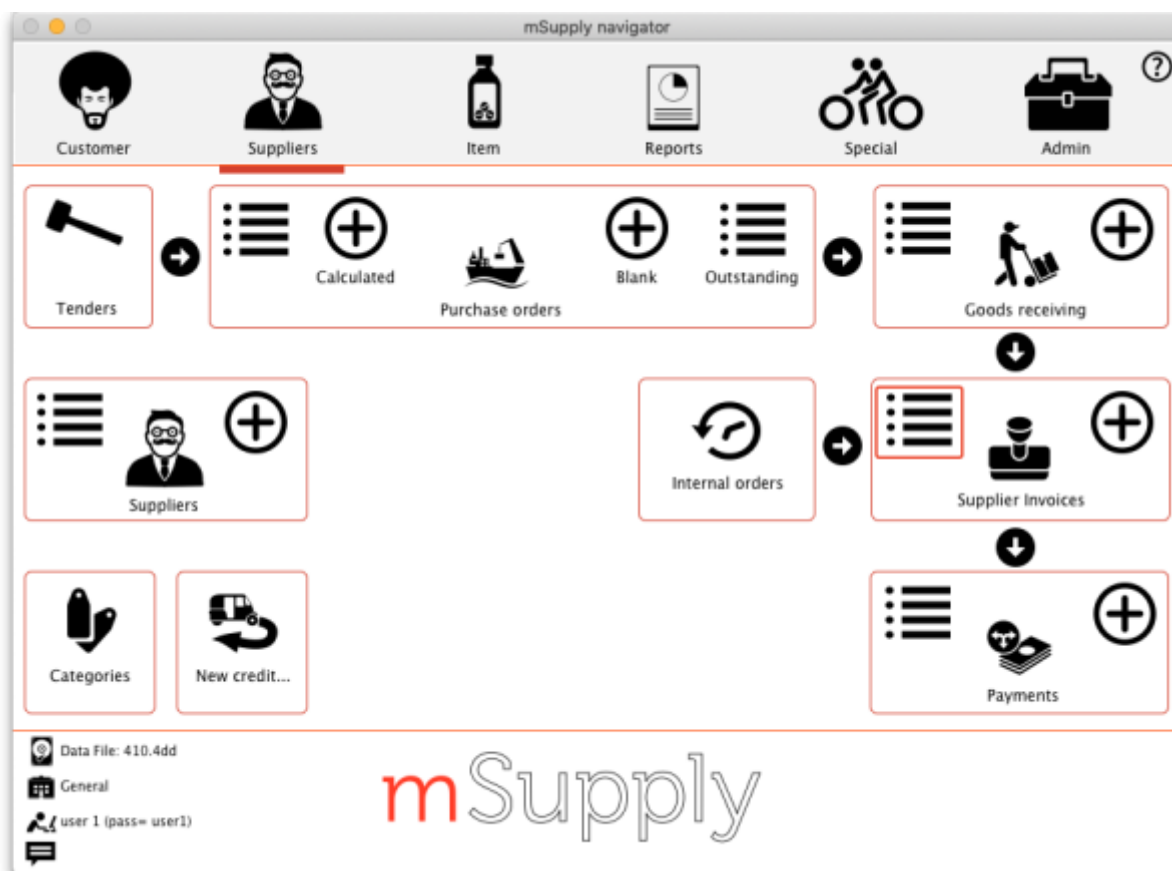 mSupply navigator
?
Customer
Suppliers
Item
Reports
Special
Admin
Calculated
Blank
Outstanding
Tenders
Purchase orders
Goods receiving
Suppliers
Internal orders
Supplier Invoices
Categories
New credit...
Payments
Data File: 410.4dd
General
user 1 (pass= user1)
mSupply